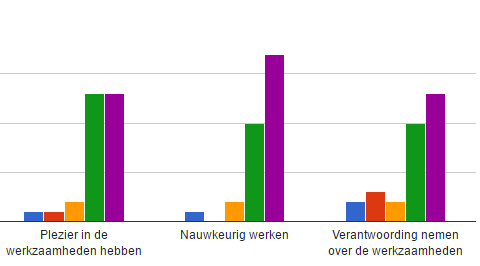 Plezier in de
werkzaamheden hebben
Nauwkeurig werken
Verantwoording nemen
over de werkzaamheden